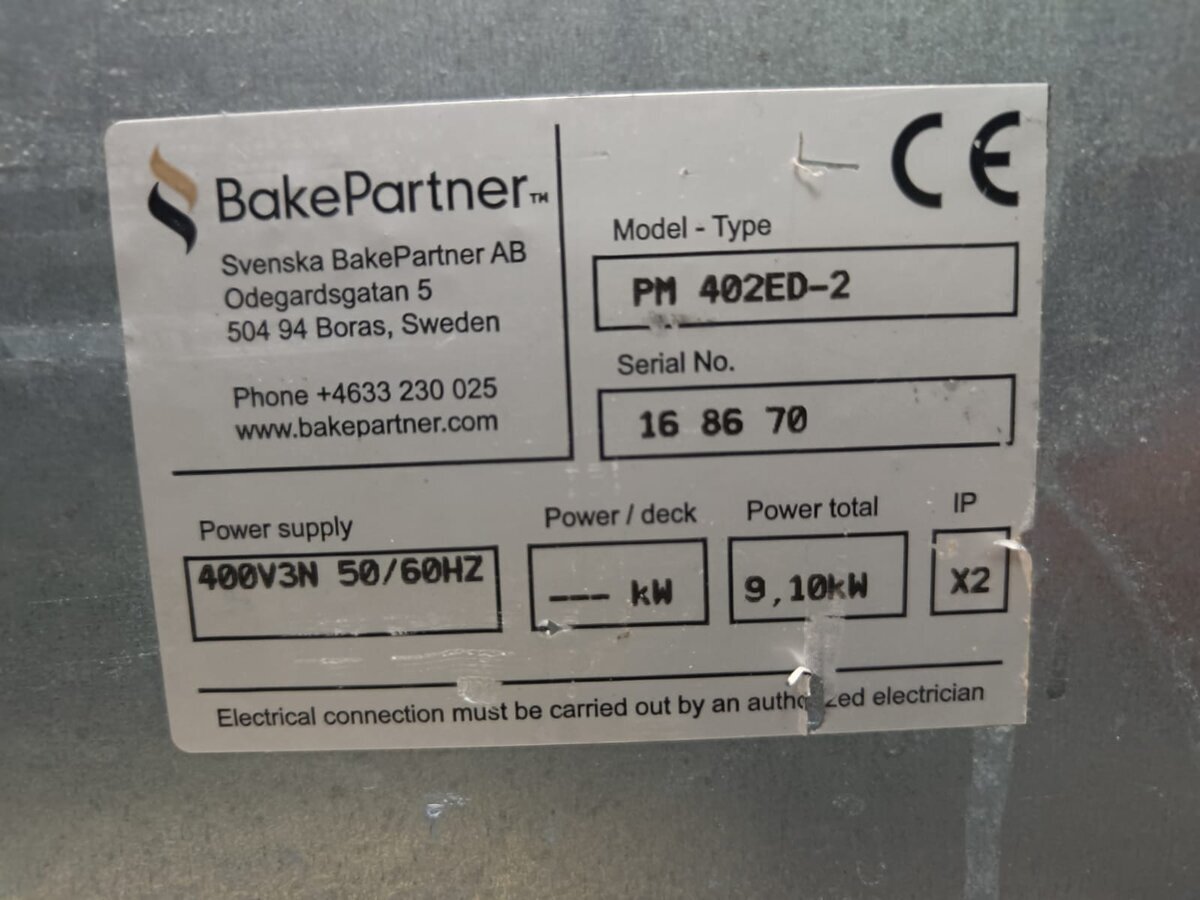 BakePartner™
Svenska BakePartner AB
Odegardsgatan 5
504 94 Boras, Sweden
Phone +4633 230 025
www.bakepartner.com
CE
Model - Type
PM 402ED-2
Serial No.
16 86 70
Power supply
400V3N 50/60HZ
Power / deck
--- kW
Power total
9,10kW
IP
X2
Electrical connection must be carried out by an electrician